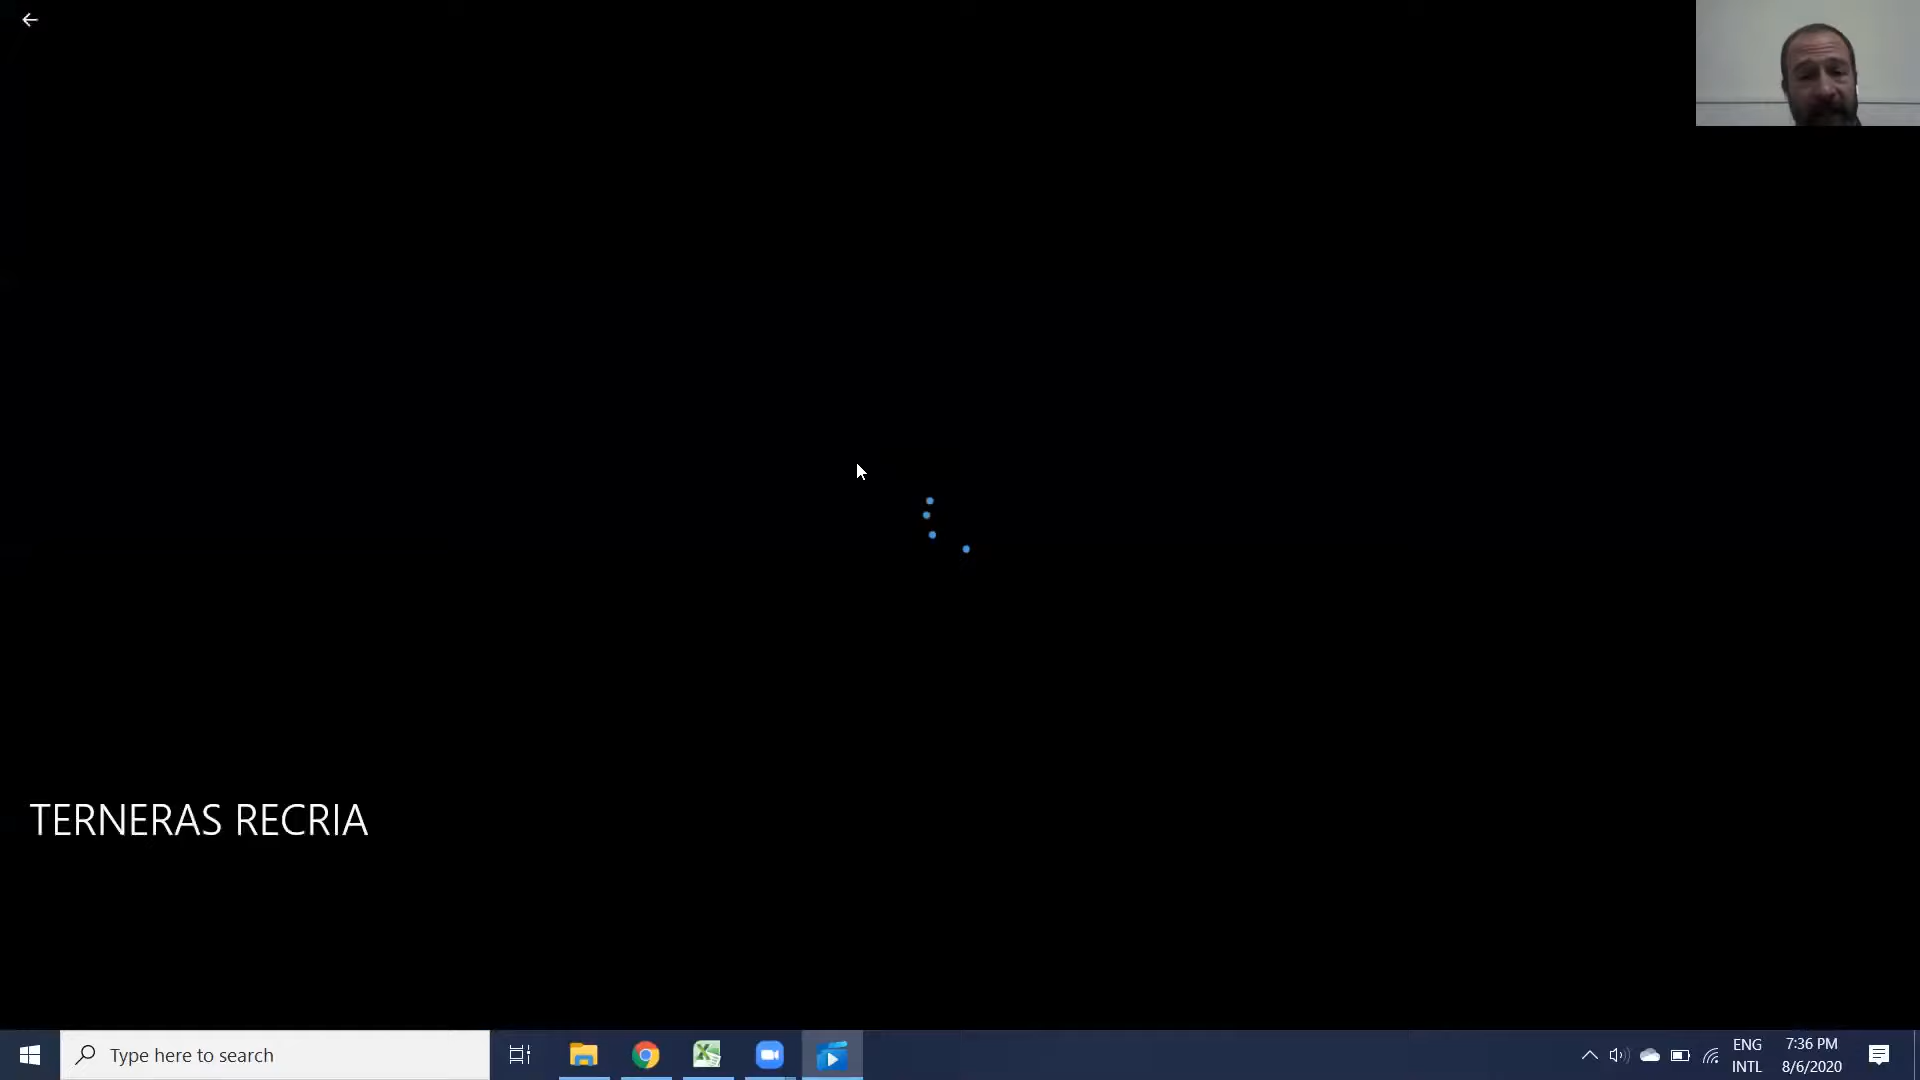 TERNERAS RECRIA
Type here to search
ENG
INTL
7:36 PM
8/6/2020